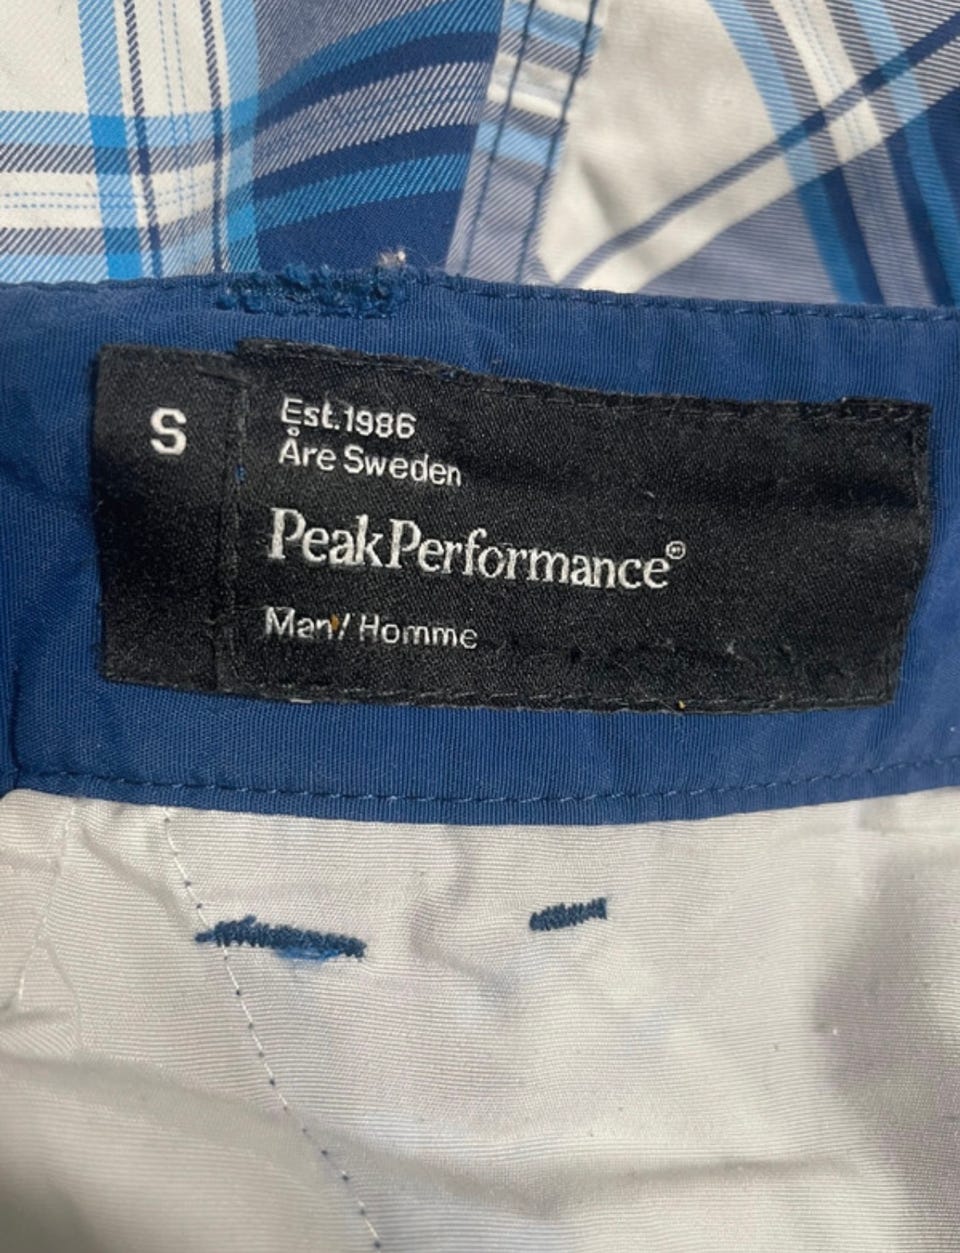 S
Est.1986
Åre Sweden
PeakPerformance®
Man/Homme